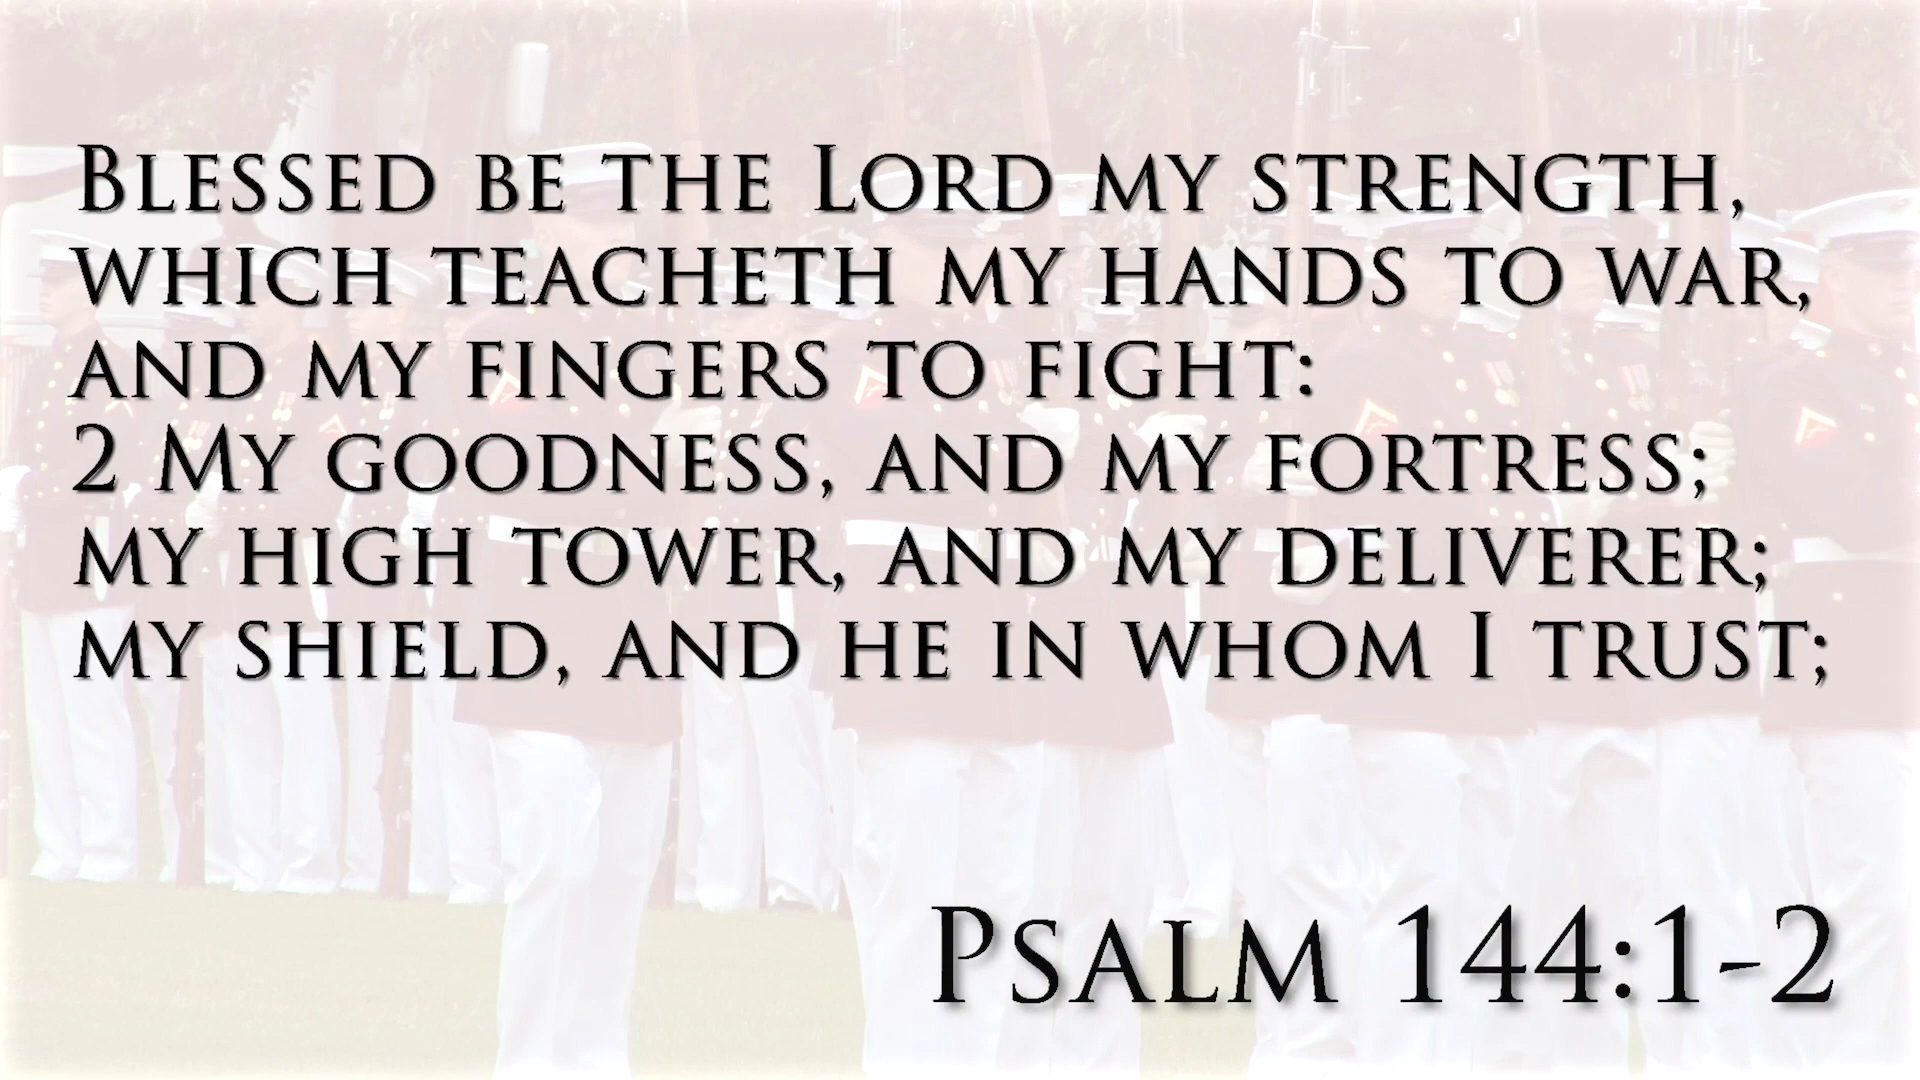 Blessed be the Lord my strength,
which teacheth my hands to war,
and my fingers to fight:
2 My goodness, and my fortress;
my high tower, and my deliverer;
my shield, and he in whom I trust;
Psalm 144:1-2